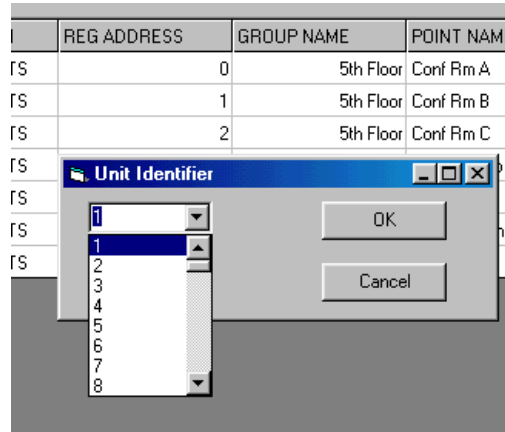 REG ADDRESS GROUP NAME POINT NAM
TS 0 5th Floor Conf Rm A
TS 1 5th Floor Conf Rm B
TS 2 5th Floor Conf Rm C
TS
Unit Identifier
TS
1 OK
TS
1
TS
2
3 Cancel
4
5
6
7
8